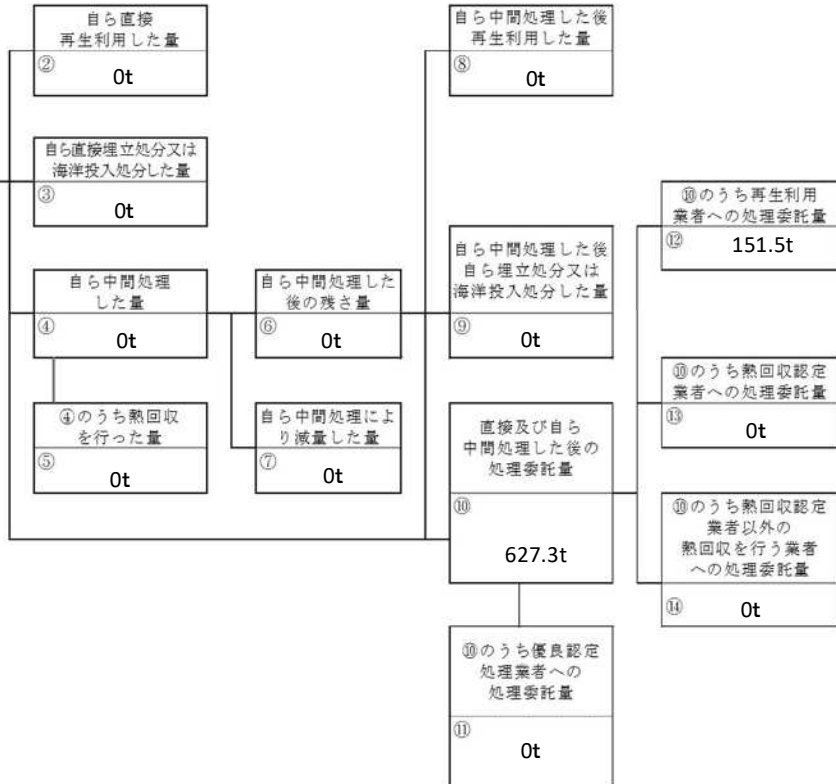 自ら直接
再生利用した量
②
0t
自ら中間処理した後
再生利用した量
⑧
0t
自ら直接埋立処分又は
海洋投入処分した量
③
0t
⑩のうち再生利用
業者への処理委託量
⑫
151.5t
自ら中間処理
した量
④
0t
自ら中間処理した
後の残さ量
⑥
0t
自ら中間処理した後
自ら埋立処分又は
海洋投入処分した量
⑨
0t
⑩のうち熱回収認定
業者への処理委託量
⑬
0t
④のうち熱回収
を行った量
⑤
0t
自ら中間処理によ
り減量した量
⑦
0t
直接及び自ら
中間処理した後の
処理委託量
⑩
627.3t
⑩のうち熱回収認定
業者以外の
熱回収を行う業者
への処理委託量
⑭
0t
⑩のうち優良認定
処理業者への
処理委託量
⑪
0t